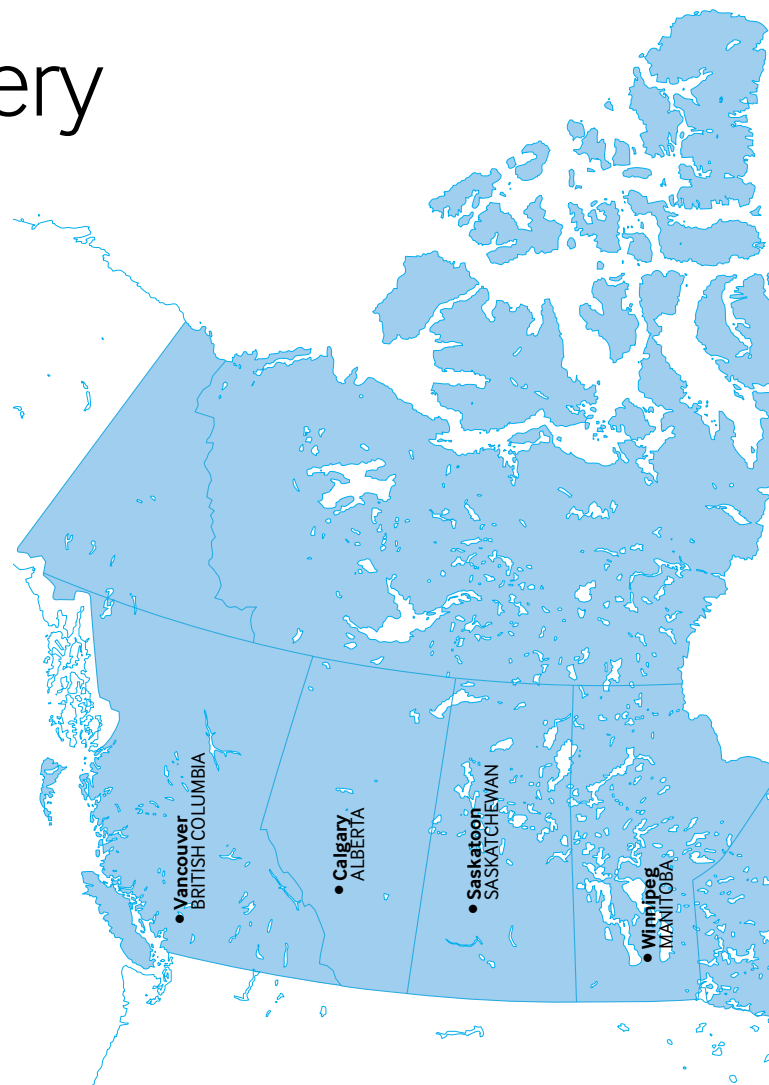 ery
Vancouver
BRITISH COLUMBIA
Calgary
ALBERTA
Saskatoon
SASKATCHEWAN
Winnipeg
MANITOBA